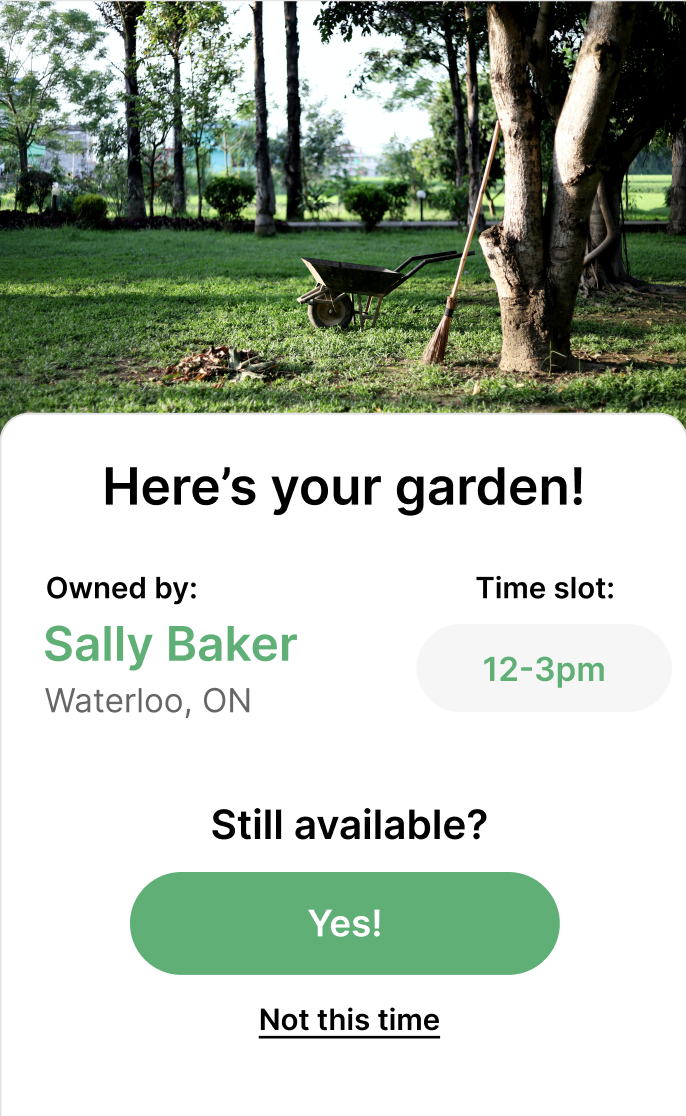 Here’s your garden!
Owned by:
Sally Baker
Waterloo, ON
Time slot:
12-3pm
Still available?
Yes!
Not this time